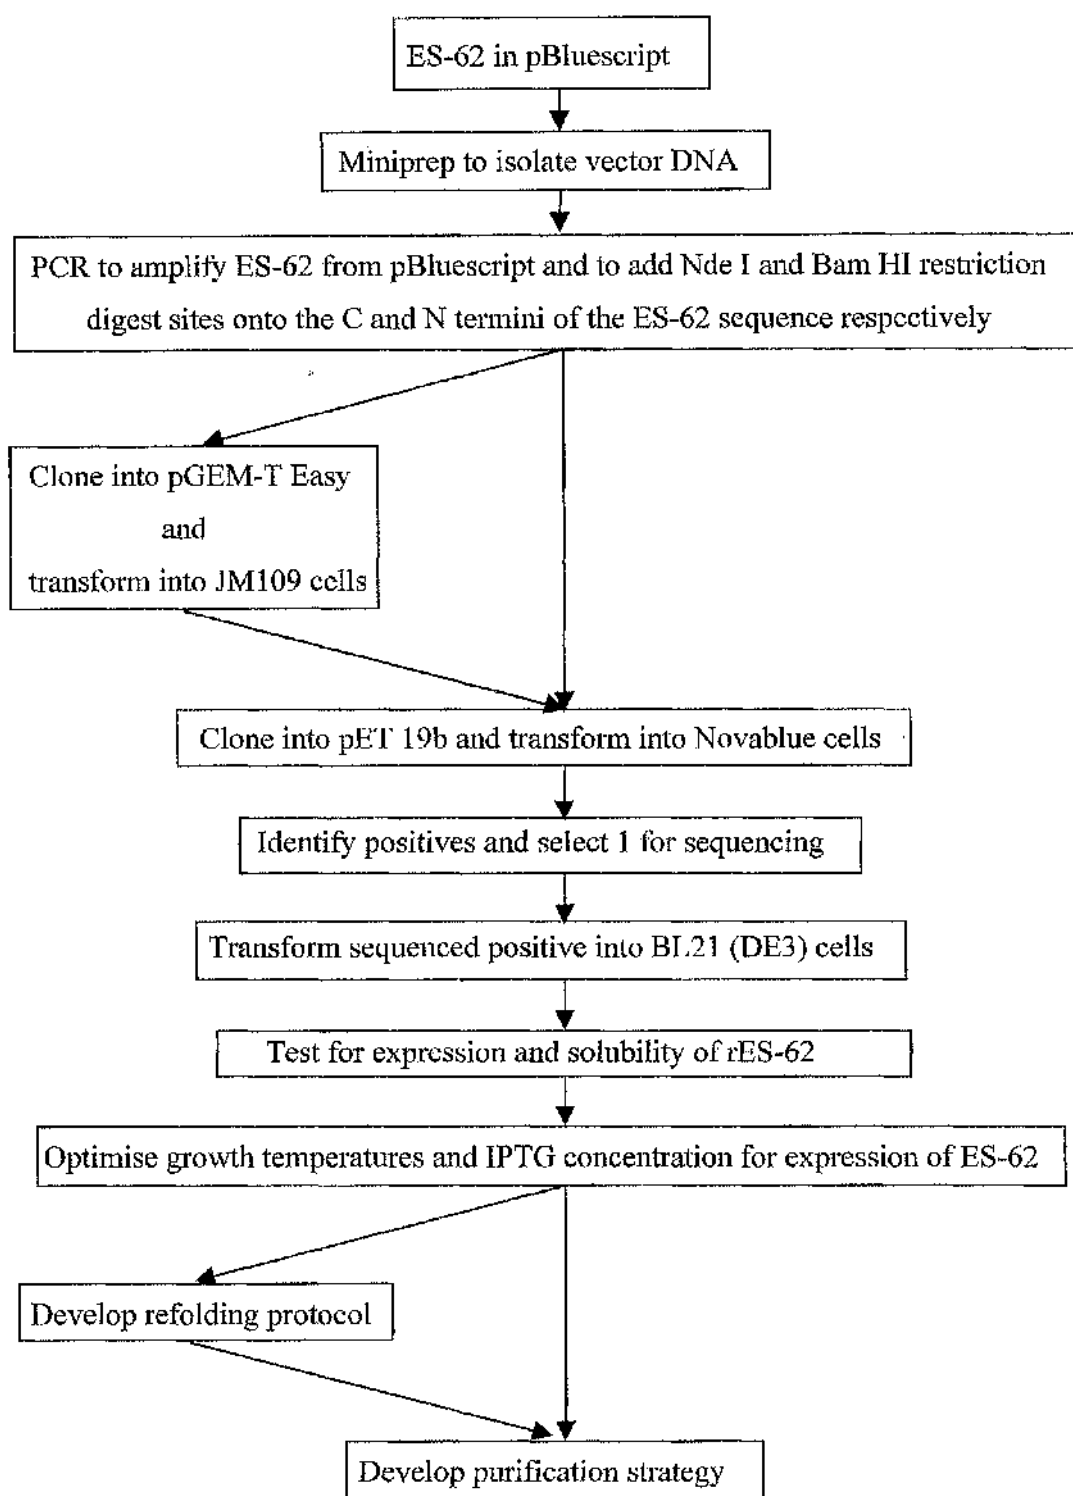 ES-62 in pBluescript
Miniprep to isolate vector DNA
PCR to amplify ES-62 from pBluescript and to add Nde I and Bam HI restriction
digest sites onto the C and N termini of the ES-62 sequence respectively
Clone into pGEM-T Easy
and
transform into JM109 cells
Clone into pET 19b and transform into Novablue cells
Identify positives and select 1 for sequencing
Transform sequenced positive into BL21 (DE3) cells
Test for expression and solubility of rES-62
Optimise growth temperatures and IPTG concentration for expression of ES-62
Develop refolding protocol
Develop purification strategy